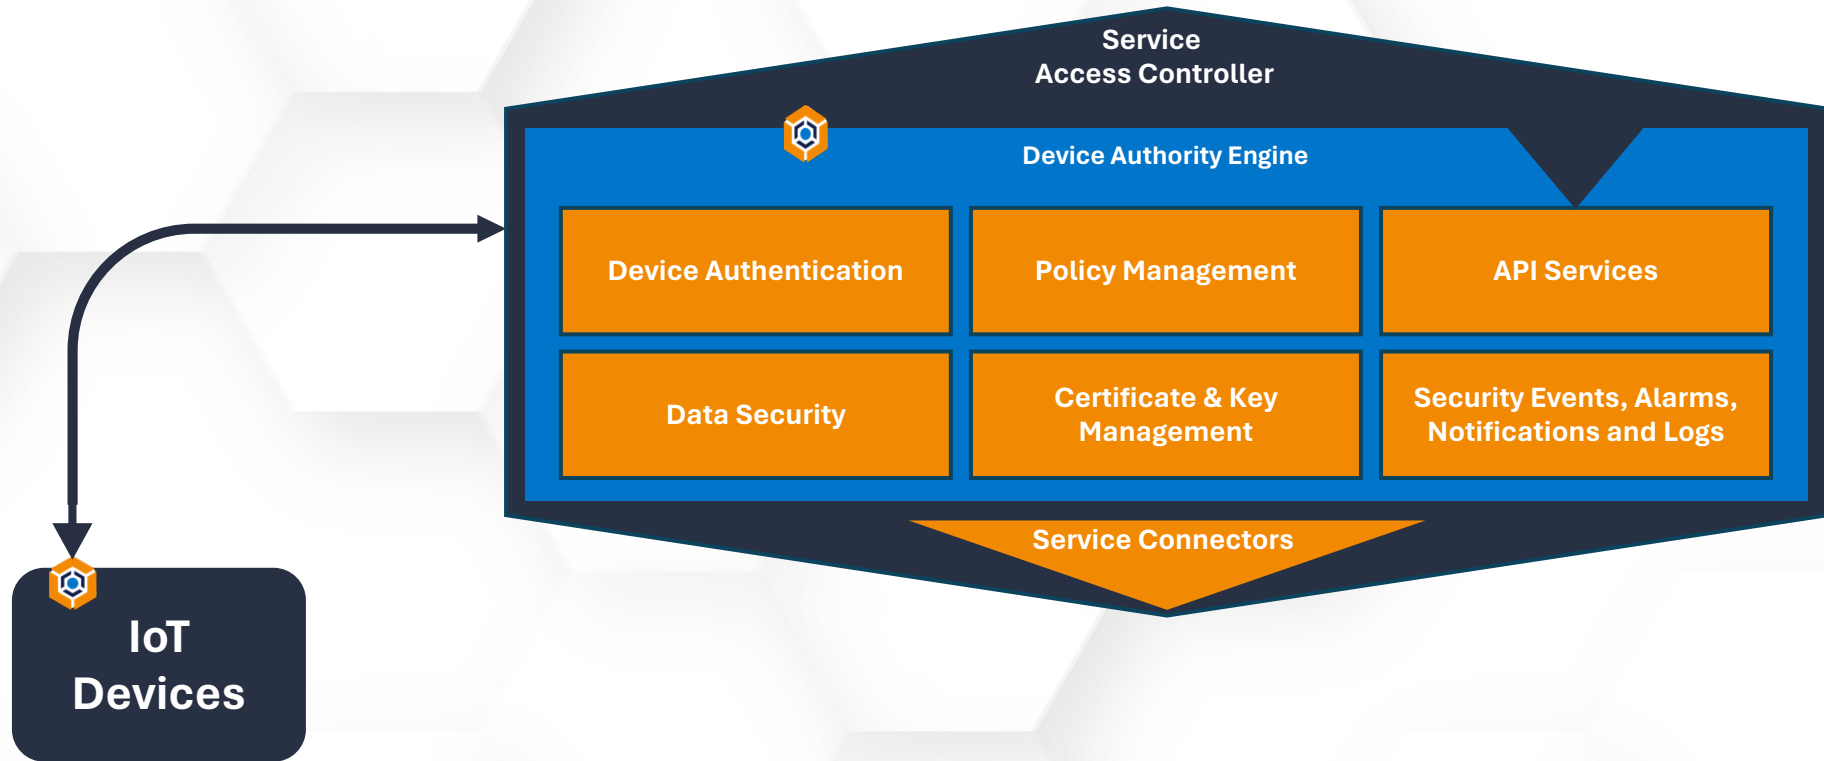 Service
Access Controller
Device Authority Engine
Device Authentication
Policy Management
API Services
Data Security
Certificate & Key
Management
Security Events, Alarms,
Notifications and Logs
Service Connectors
IoT
Devices